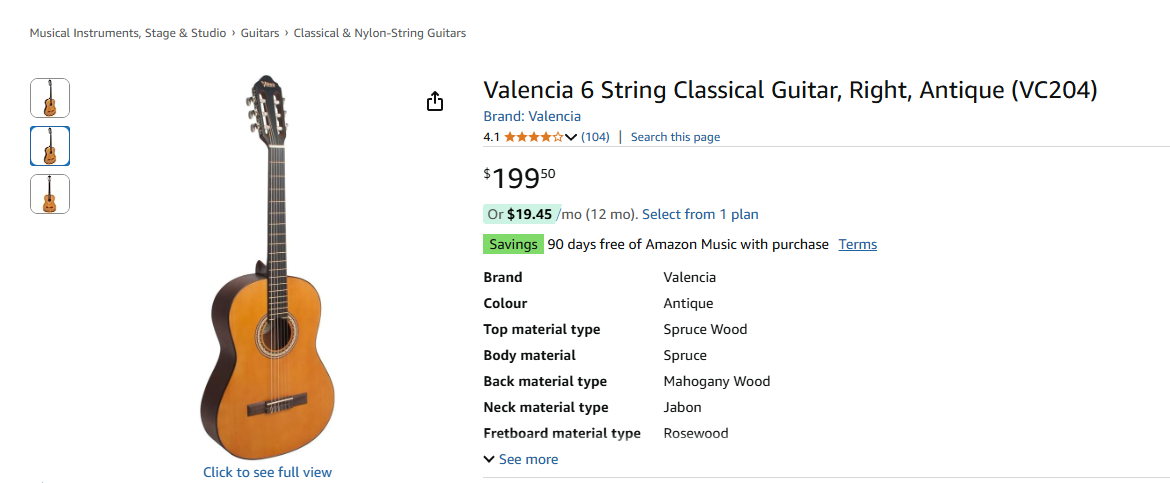 Musical Instruments, Stage & Studio › Guitars › Classical & Nylon-String Guitars
Valencia 6 String Classical Guitar, Right, Antique (VC204)
Brand: Valencia
4.1 (104) | Search this page
$19950
Or $19.45 /mo (12 mo). Select from 1 plan
Savings 90 days free of Amazon Music with purchase Terms
Brand Valencia
Colour Antique
Top material type Spruce Wood
Body material Spruce
Back material type Mahogany Wood
Neck material type Jabon
Fretboard material type Rosewood
See more
Click to see full view